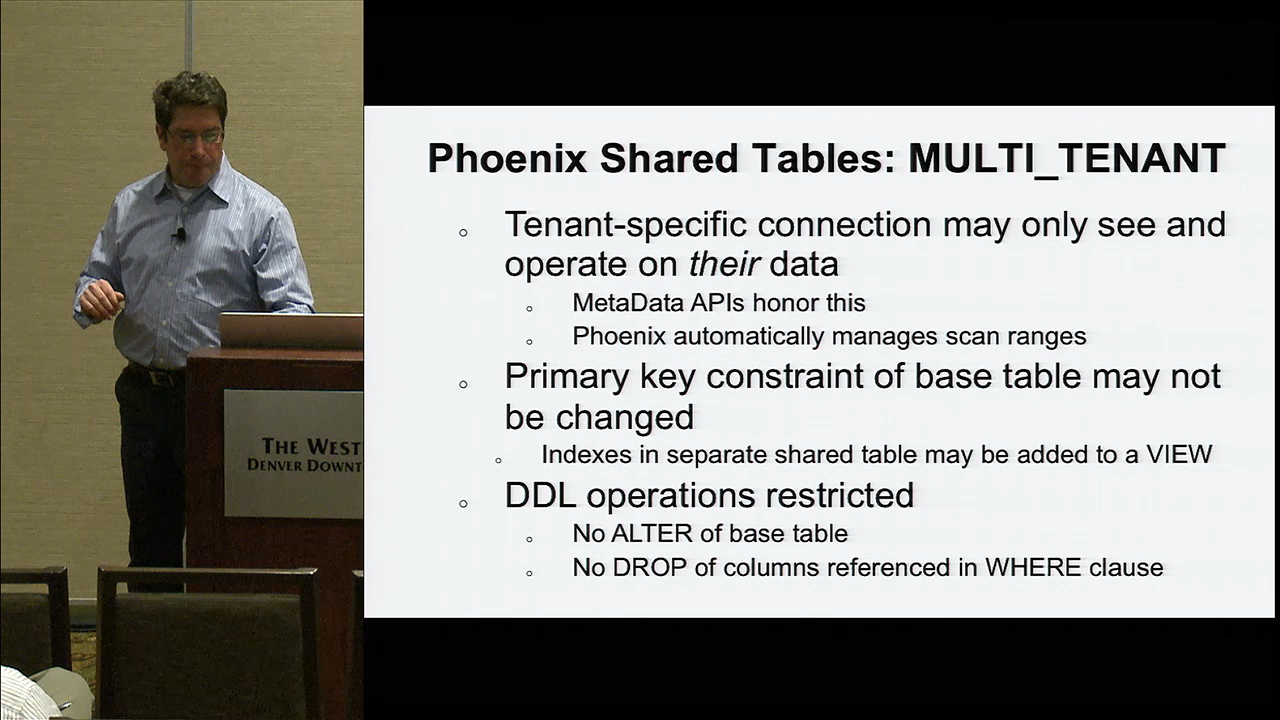 Phoenix Shared Tables: MULTI_TENANT
Tenant-specific connection may only see and
operate on their data
MetaData APIs honor this
Phoenix automatically manages scan ranges
Primary key constraint of base table may not
be changed
Indexes in separate shared table may be added to a VIEW
DDL operations restricted
No ALTER of base table
No DROP of columns referenced in WHERE clause
THE WEST
DENVER DOWNT